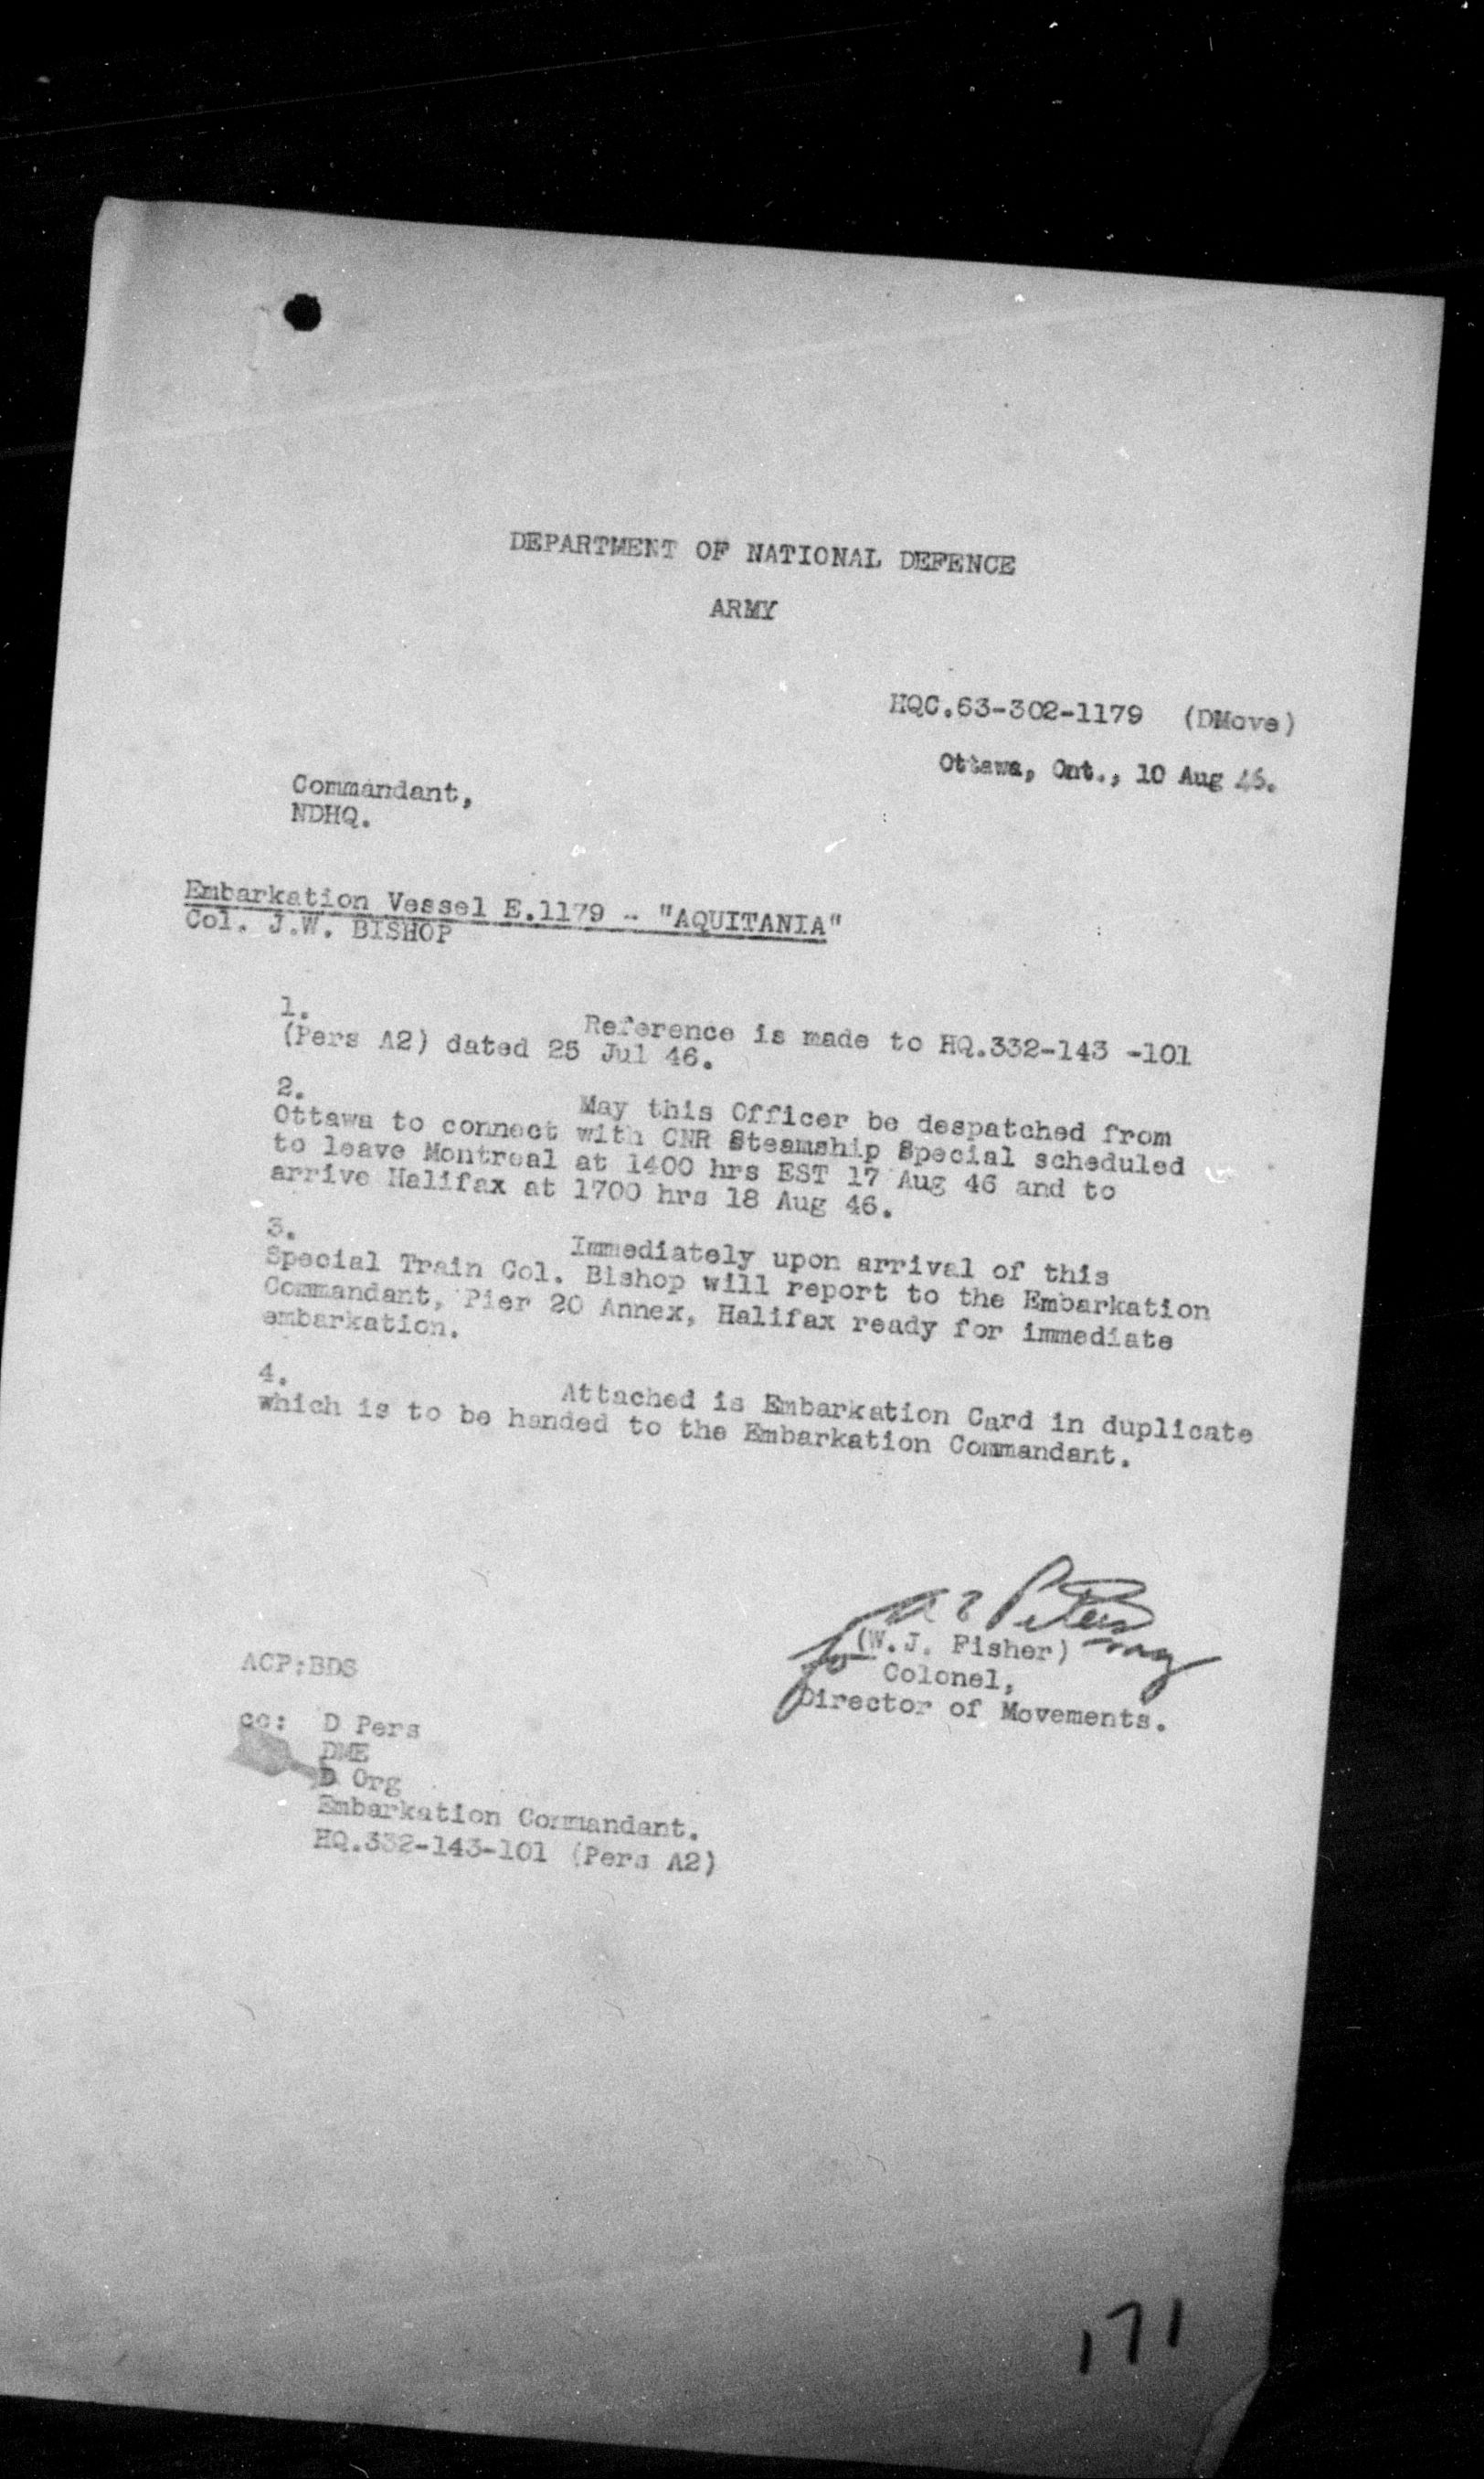 DEPARTMENT OF NATIONAL DEFENCE
ARMY
HQC.63-302-1179 (DMove)
Ottawa, Ont., 10 Aug 46.
Commandant,
NDHQ.
Embarkation Vessel E.1179 - "AQUITANIA"
Col. J.W. BISHOP
1. Reference is made to HQ.332-143 -101
(Pers A2) dated 25 Jul 46.
2. May this Officer be despatched from
Ottawa to connect with CNR Steamship Special scheduled
to leave Montreal at 1400 hrs EST 17 Aug 46 and to
arrive Halifax at 1700 hrs 18 Aug 46.
3. Immediately upon arrival of this
Special Train Col. Bishop will report to the Embarkation
Commandant, Pier 20 Annex, Halifax ready for immediate
embarkation.
4. Attached is Embarkation Card in duplicate
which is to be handed to the Embarkation Commandant.
(W.J. Fisher)
for Colonel,
Director of Movements.
ACP:BDS
cc: D Pers
DME
D Org
Embarkation Commandant.
HQ.332-143-101 (Pers A2)
171